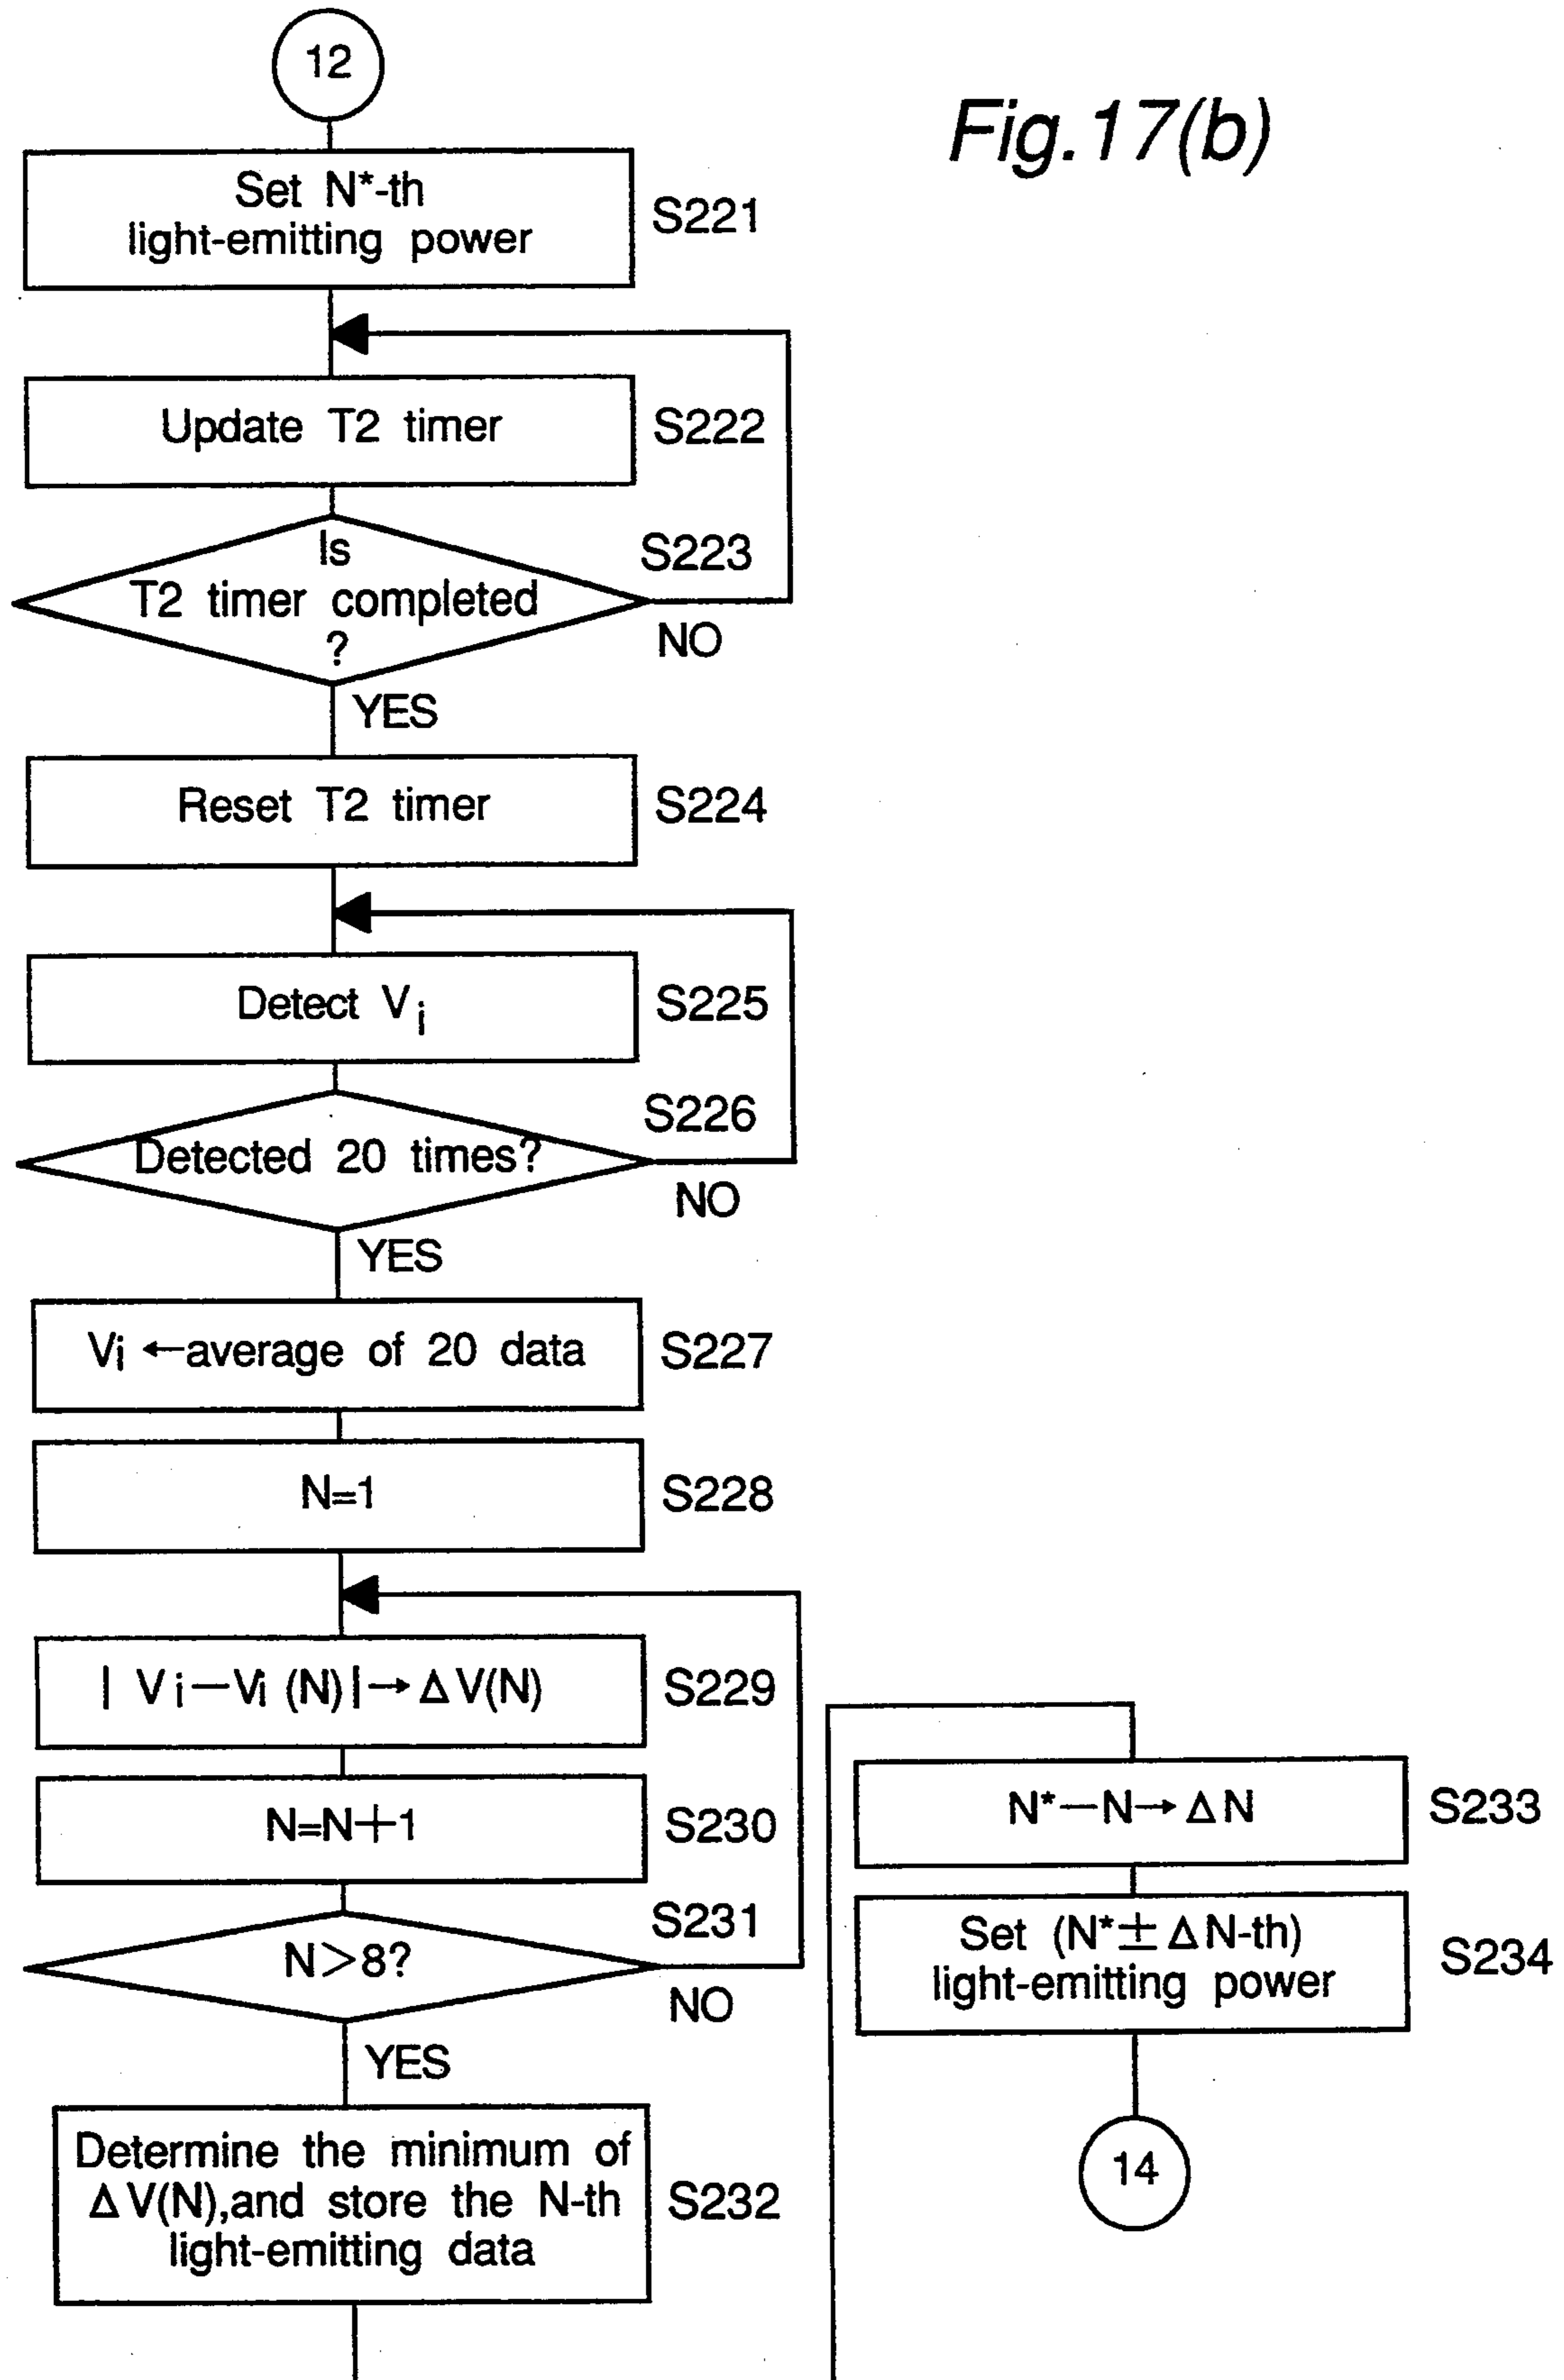 12
Fig.17(b)
Set N*-th
light-emitting power
S221
Update T2 timer
S222
Is
T2 timer completed
?
S223
NO
YES
Reset T2 timer
S224
Detect Vi
S225
Detected 20 times?
S226
NO
YES
Vi ←average of 20 data
S227
N=1
S228
| Vi—Vi (N)|→ΔV(N)
S229
N=N+1
S230
N>8?
S231
NO
YES
Determine the minimum of
ΔV(N),and store the N-th
light-emitting data
S232
N*—N→ΔN
S233
Set (N*±ΔN-th)
light-emitting power
S234
14